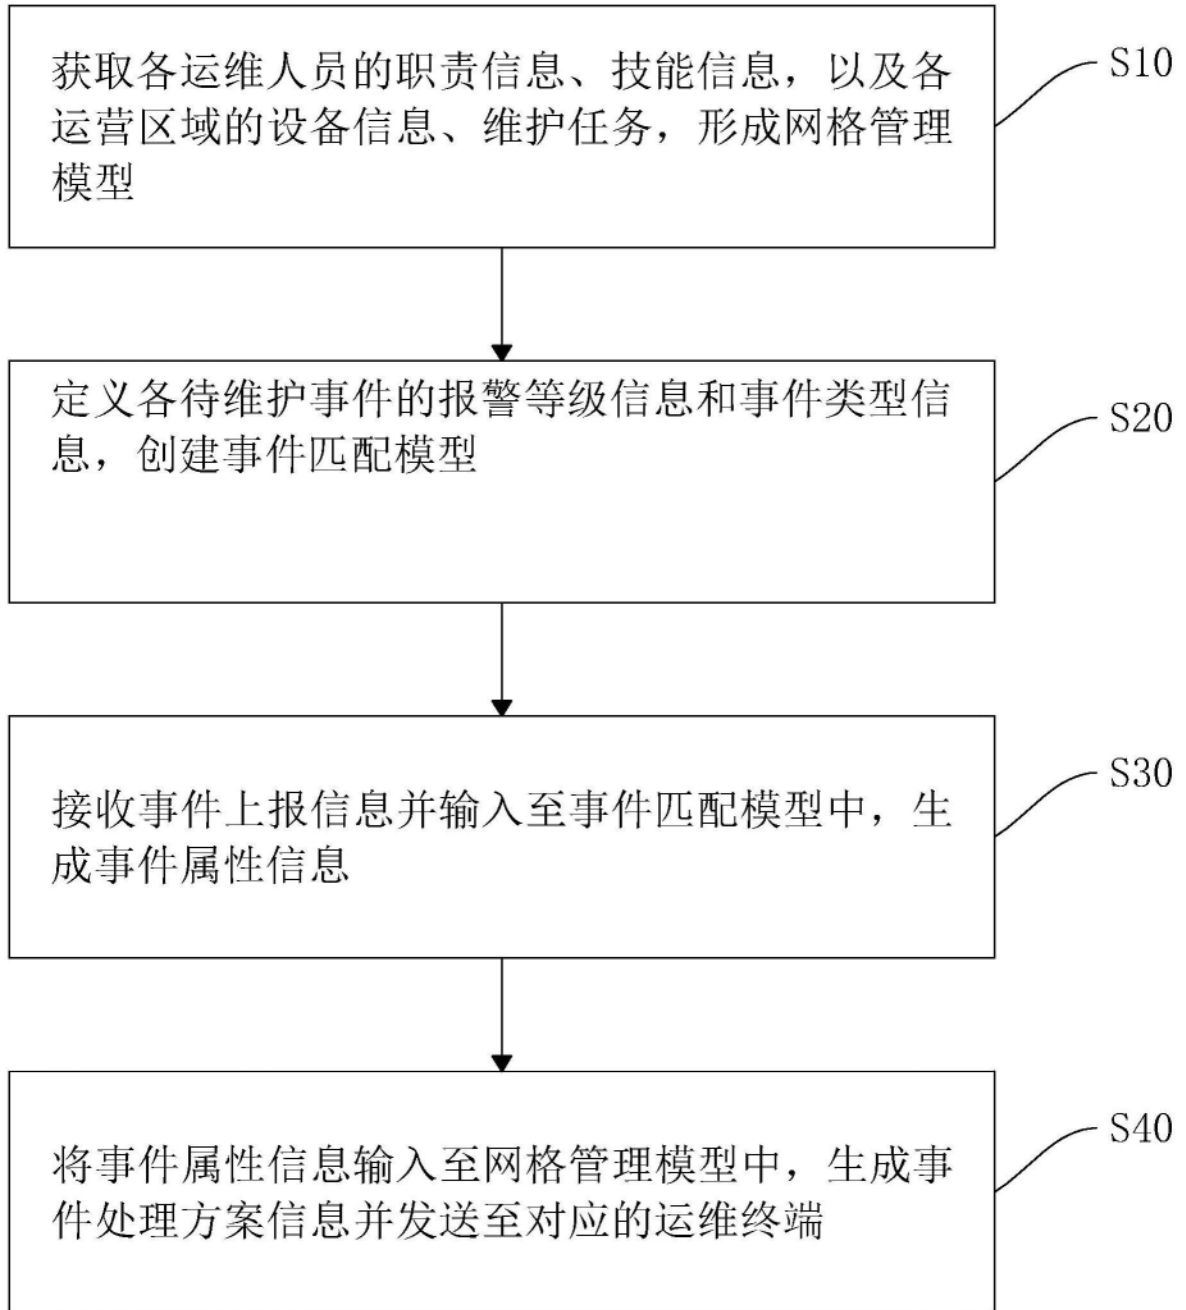 获取各运维人员的职责信息、技能信息，以及各
运营区域的设备信息、维护任务，形成网格管理
模型
S10
定义各待维护事件的报警等级信息和事件类型信
息，创建事件匹配模型
S20
接收事件上报信息并输入至事件匹配模型中，生
成事件属性信息
S30
将事件属性信息输入至网格管理模型中，生成事
件处理方案信息并发送至对应的运维终端
S40